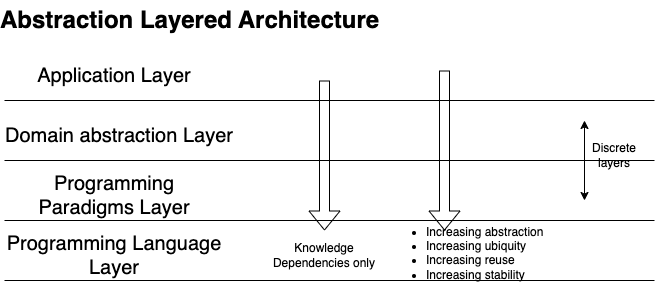 Abstraction Layered Architecture
Application Layer
Domain abstraction Layer
Discrete
layers
Programming
Paradigms Layer
Programming Language
Layer
Knowledge
Dependencies only
• Increasing abstraction
• Increasing ubiquity
• Increasing reuse
• Increasing stability